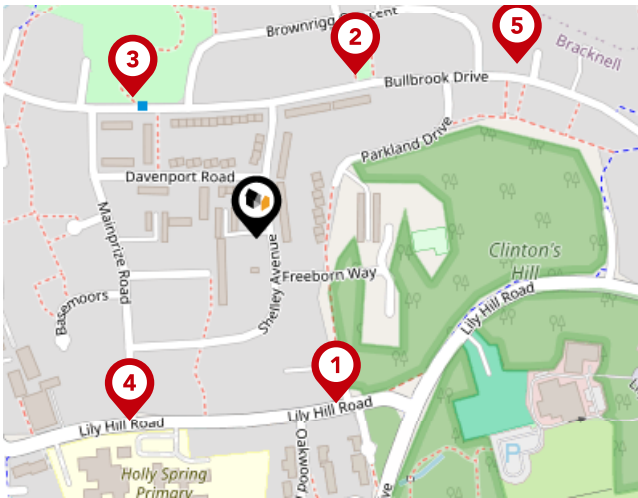 Brownrigg Crescent
5
2
Bracknell
3
Bullbrook Drive
Parkland Drive
Davenport Road
Mainprize Road
Clinton's
Hill
Shelley Avenue
Freeborn Way
Basemoors
Lily Hill Road
1
4
Lily Hill Road
Lily Hill Road
Oakwood
P
Holly Spring
Primary